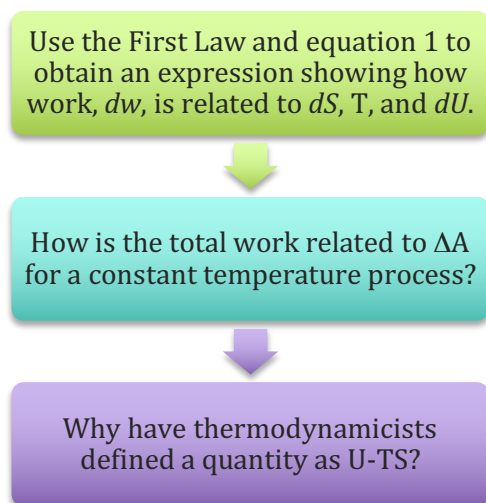 Use the First Law and equation 1 to
obtain an expression showing how
work, dw, is related to dS, T, and dU.
How is the total work related to ΔA
for a constant temperature process?
Why have thermodynamicists
defined a quantity as U-TS?